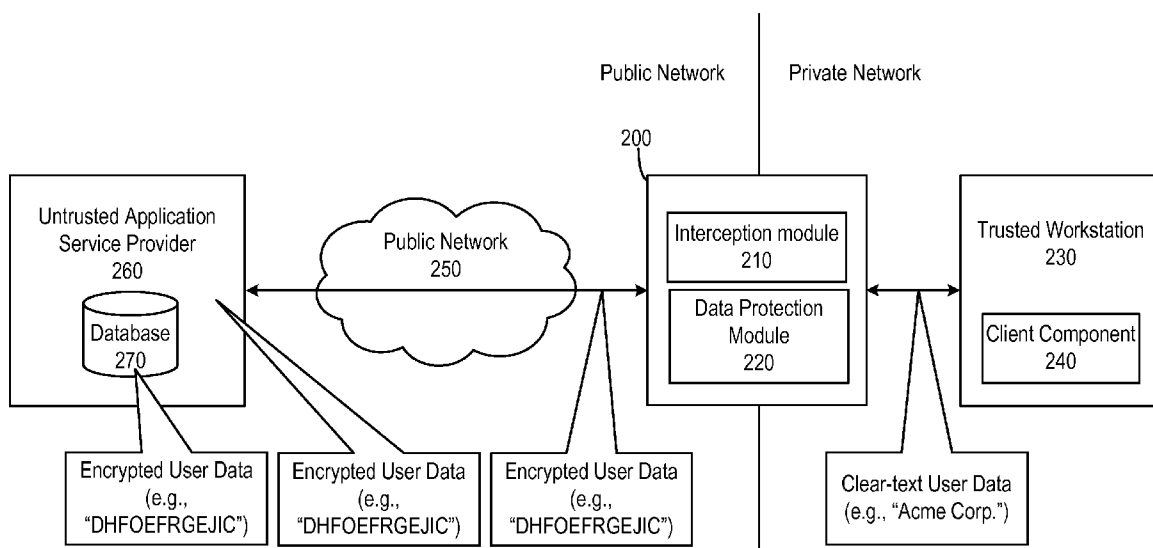 Public Network
Private Network
200
Untrusted Application
Service Provider
260
Database
270
Public Network
250
Interception module
210
Data Protection
Module
220
Trusted Workstation
230
Client Component
240
Encrypted User Data
(e.g.,
“DHFOEFRGEJIC”)
Encrypted User Data
(e.g.,
“DHFOEFRGEJIC”)
Encrypted User Data
(e.g.,
“DHFOEFRGEJIC”)
Clear-text User Data
(e.g., “Acme Corp.”)